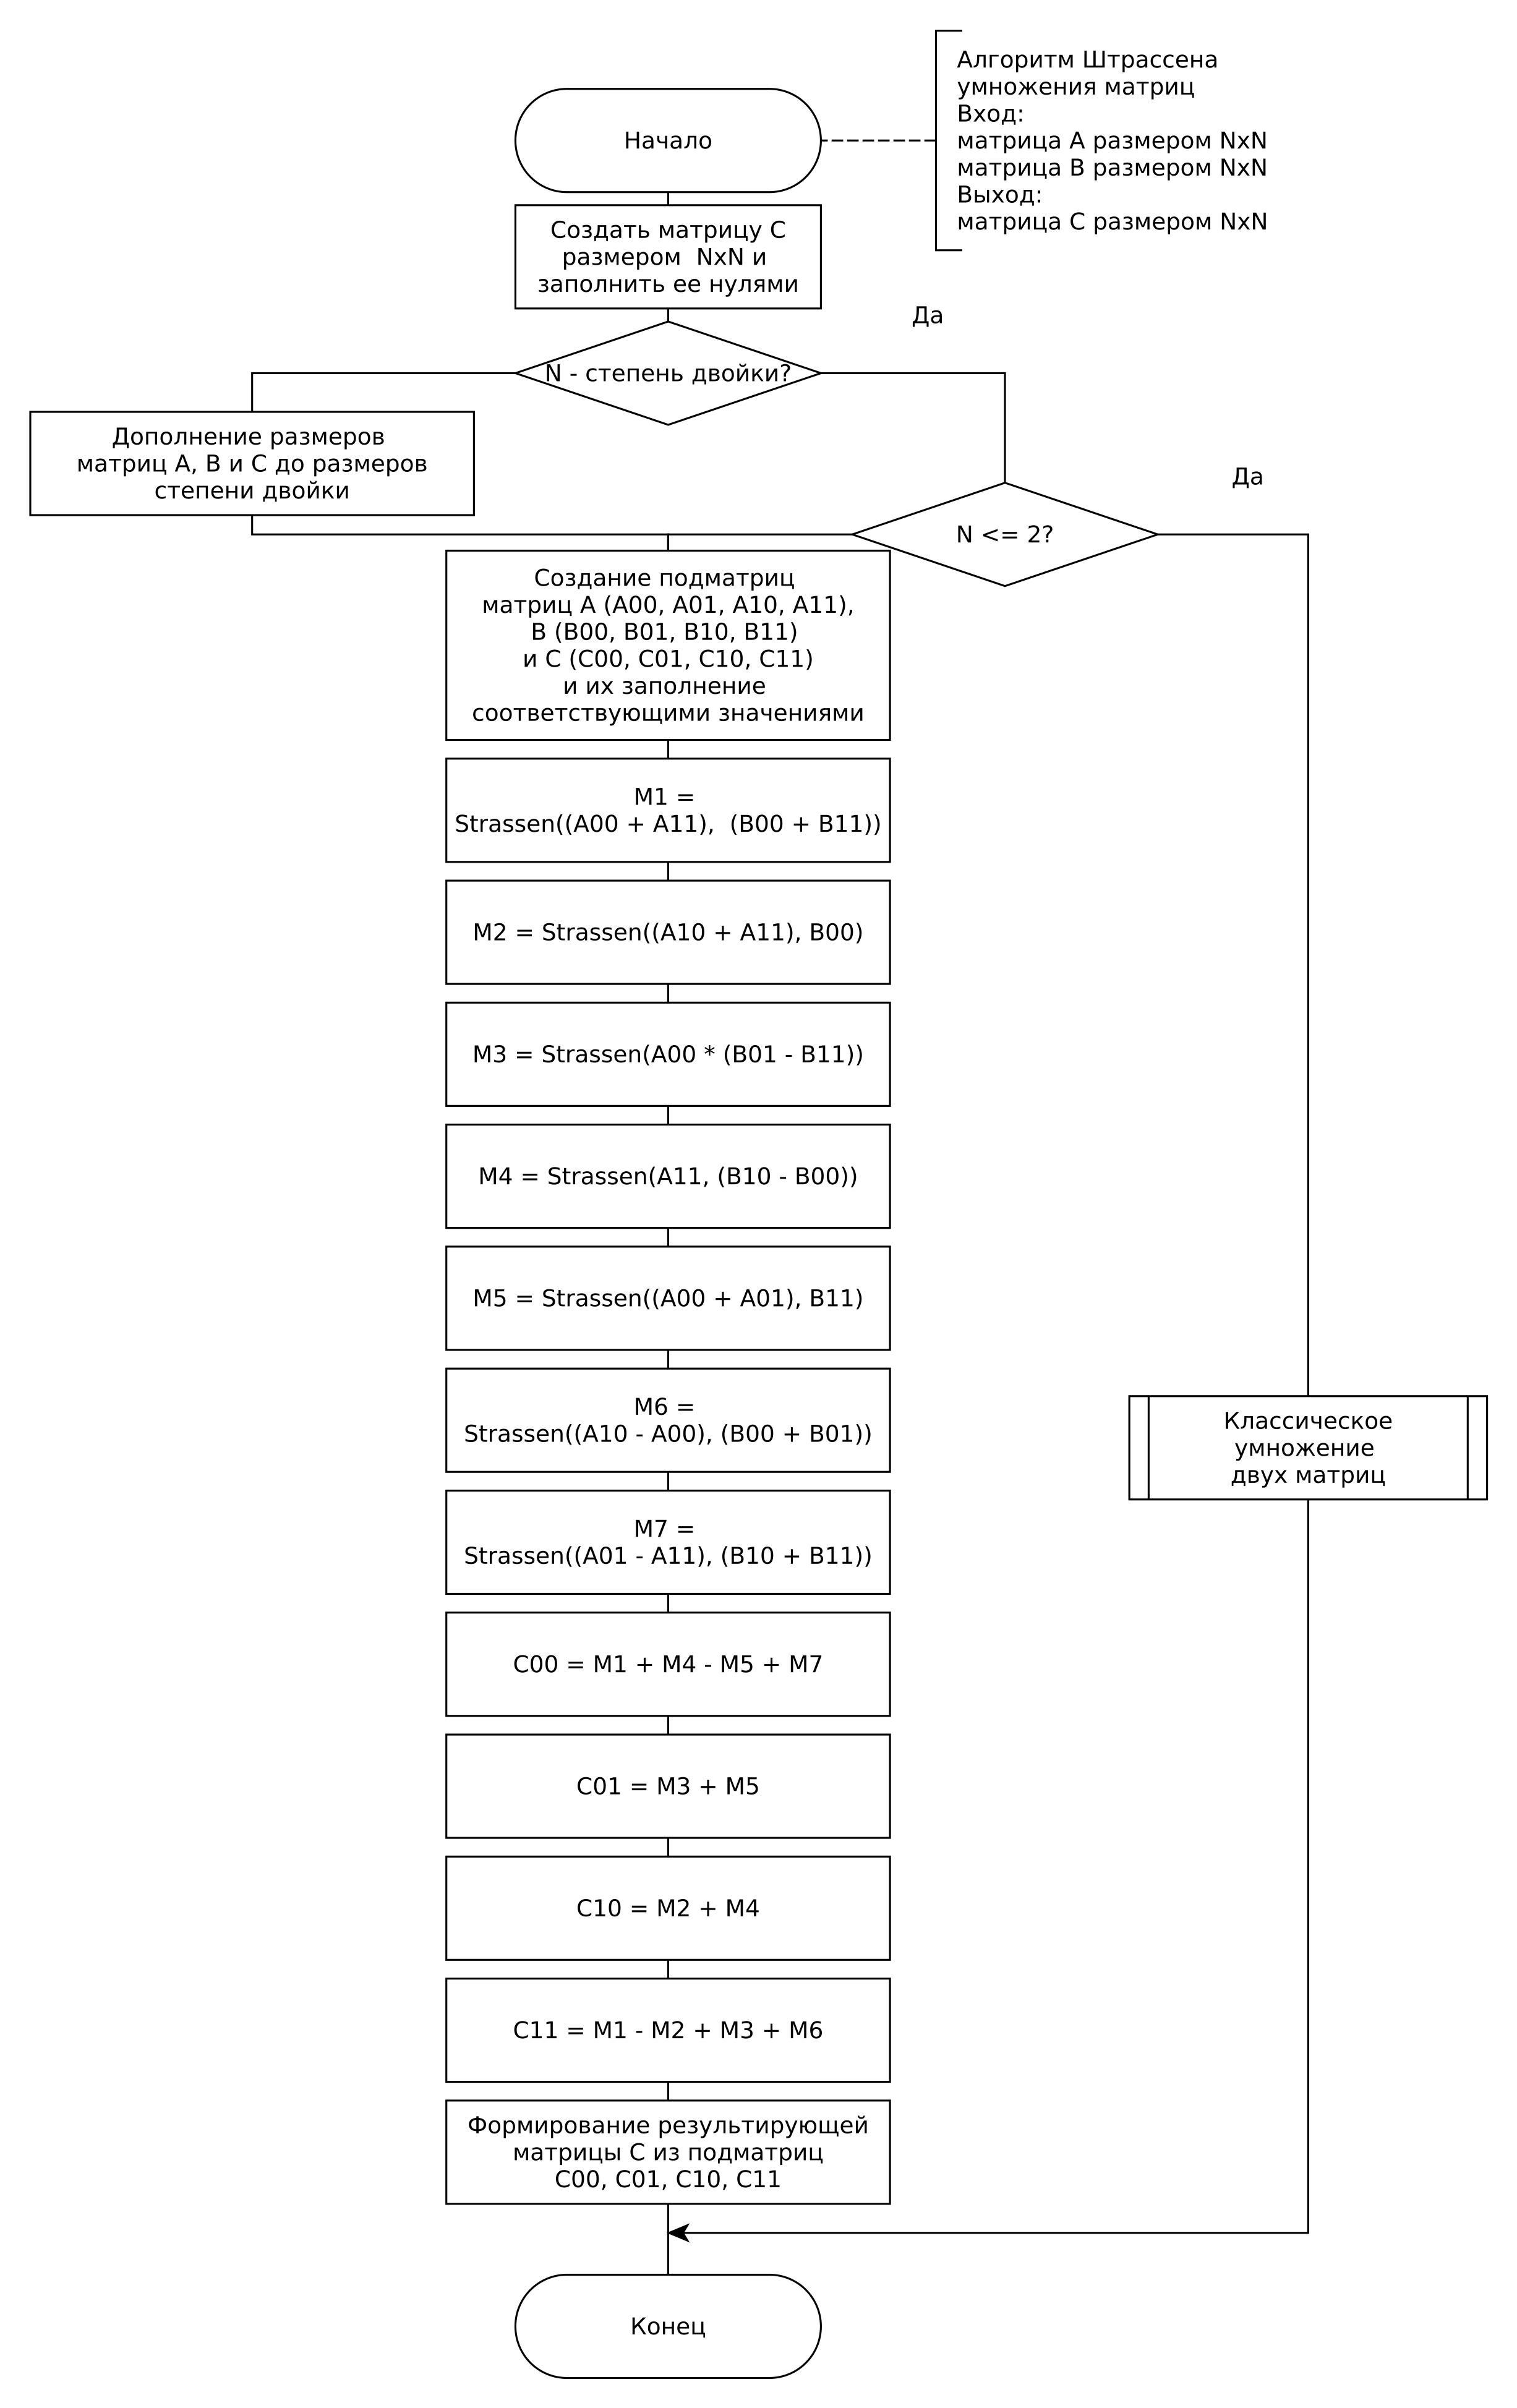 Алгоритм Штрассена
умножения матриц
Вход:
матрица A размером NxN
матрица B размером NxN
Выход:
матрица C размером NxN
Начало
Создать матрицу C
размером  NxN и
заполнить ее нулями
Да
N - степень двойки?
Дополнение размеров
матриц A, B и C до размеров
степени двойки
Да
N <= 2?
Создание подматриц
матриц A (A00, A01, A10, A11),
B (B00, B01, B10, B11)
и C (C00, C01, C10, C11)
и их заполнение
соответствующими значениями
M1 =
Strassen((A00 + A11),  (B00 + B11))
M2 = Strassen((A10 + A11), B00)
M3 = Strassen(A00 * (B01 - B11))
M4 = Strassen(A11, (B10 - B00))
M5 = Strassen((A00 + A01), B11)
M6 =
Strassen((A10 - A00), (B00 + B01))
Классическое
умножение
двух матриц
M7 =
Strassen((A01 - A11), (B10 + B11))
C00 = M1 + M4 - M5 + M7
C01 = M3 + M5
C10 = M2 + M4
C11 = M1 - M2 + M3 + M6
Формирование результирующей
матрицы C из подматриц
C00, C01, C10, C11
Конец